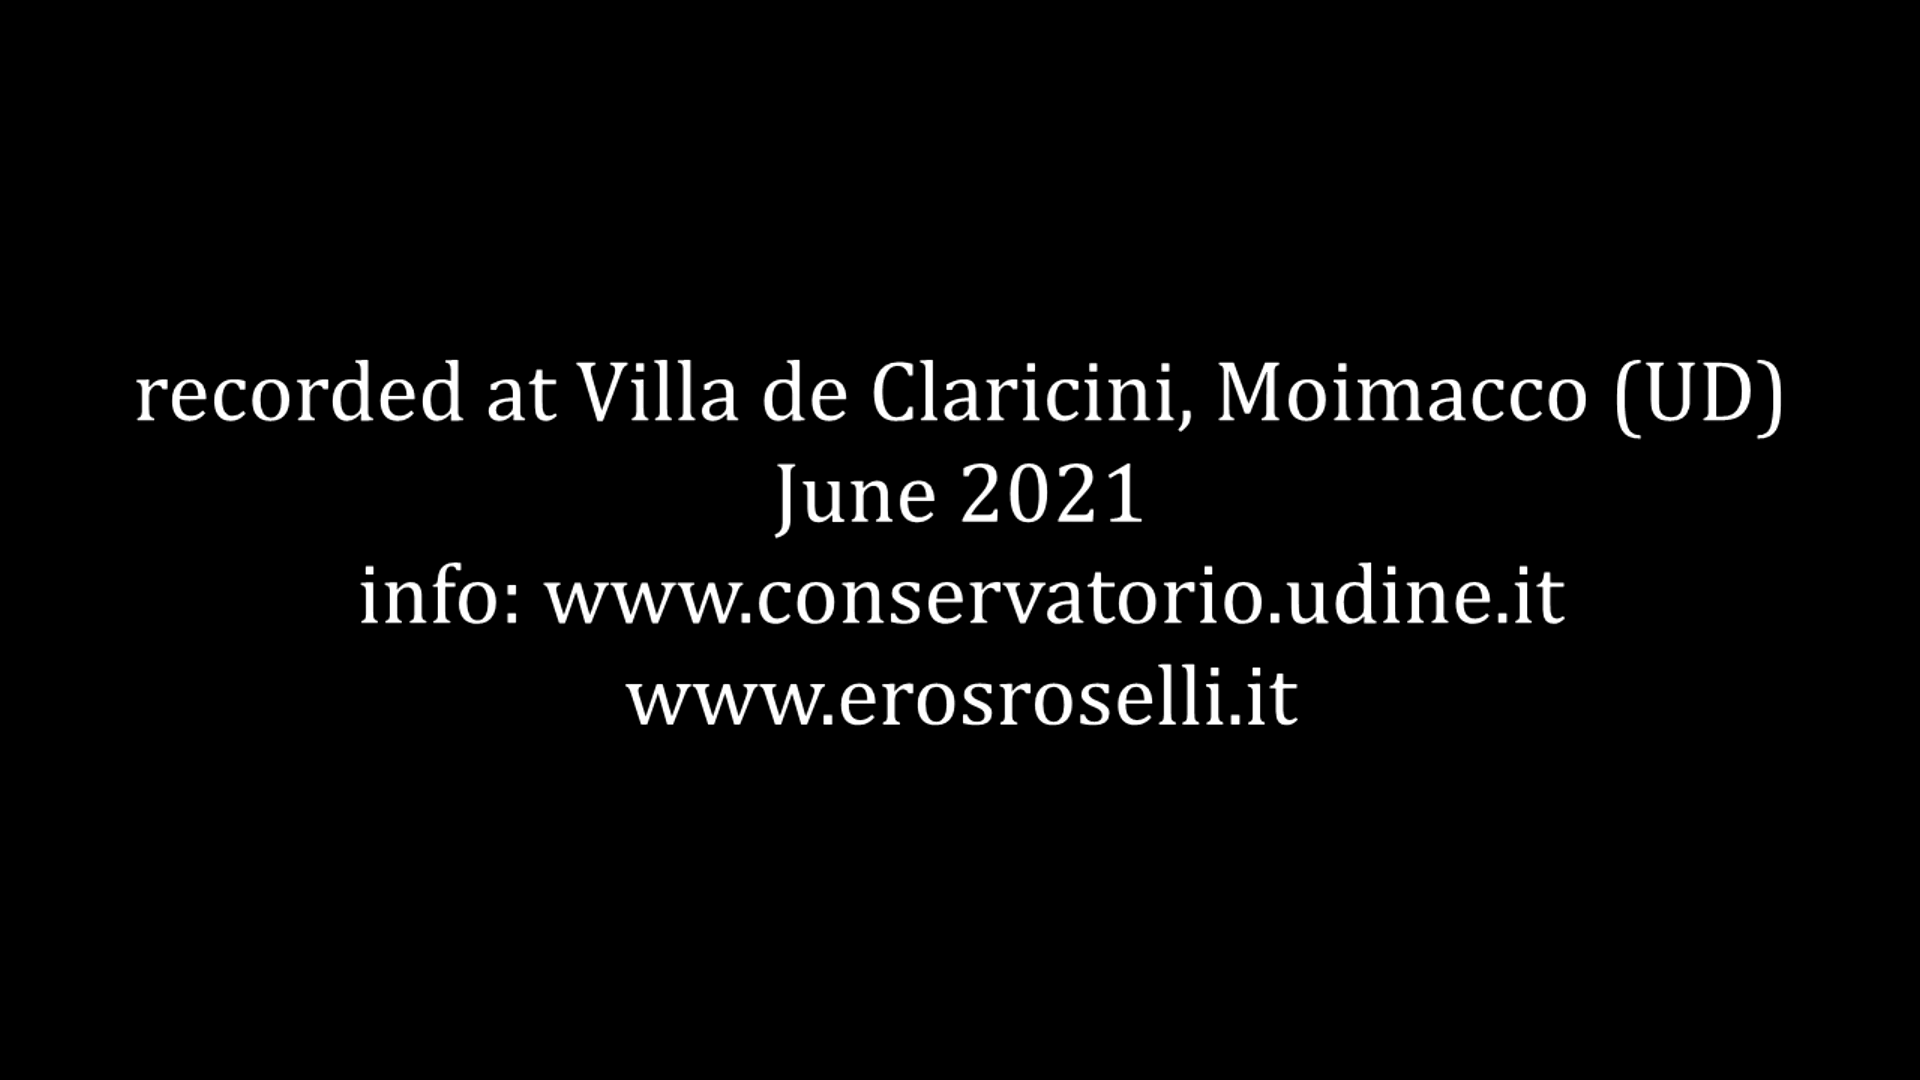 recorded at Villa de Claricini, Moimacco (UD)
June 2021
info: www.conservatorio.udine.it
www.erosroselli.it